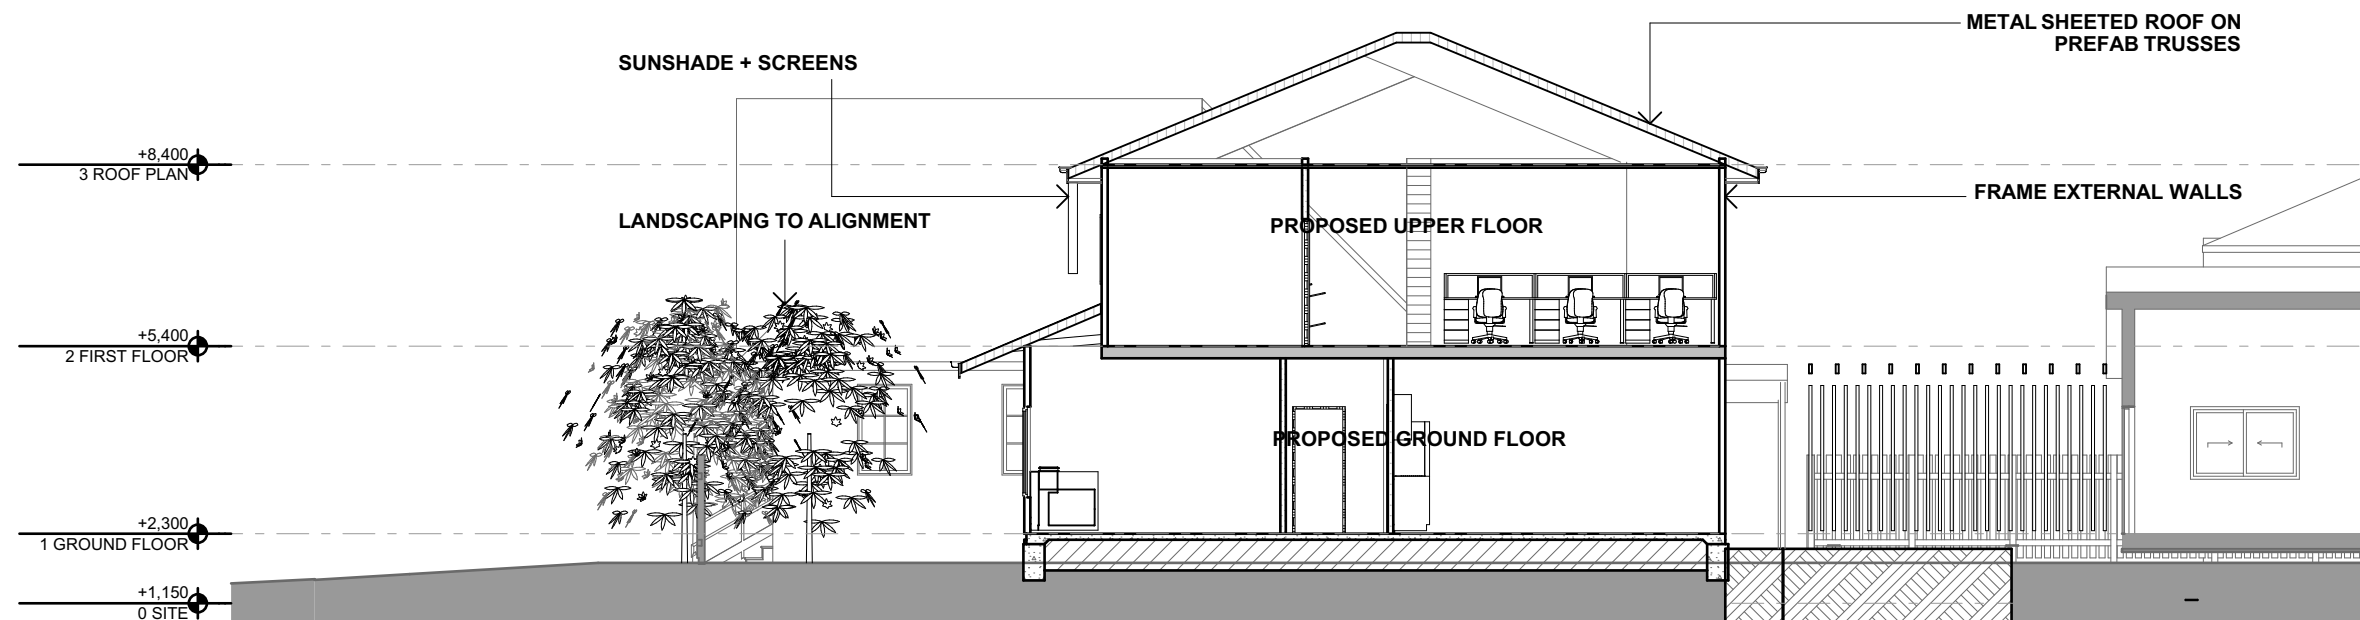 METAL SHEETED ROOF ON
PREFAB TRUSSES
SUNSHADE + SCREENS
+8,400
3 ROOF PLAN
FRAME EXTERNAL WALLS
LANDSCAPING TO ALIGNMENT
PROPOSED UPPER FLOOR
+5,400
2 FIRST FLOOR
PROPOSED GROUND FLOOR
+2,300
1 GROUND FLOOR
+1,150
0 SITE